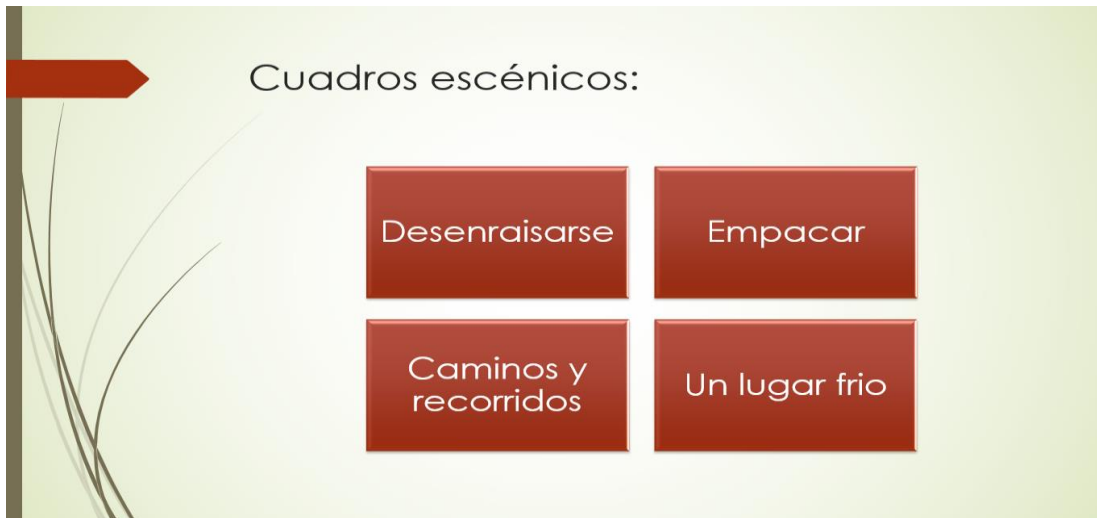 Cuadros escénicos:
Desenraisarse
Empacar
Caminos y
recorridos
Un lugar frio